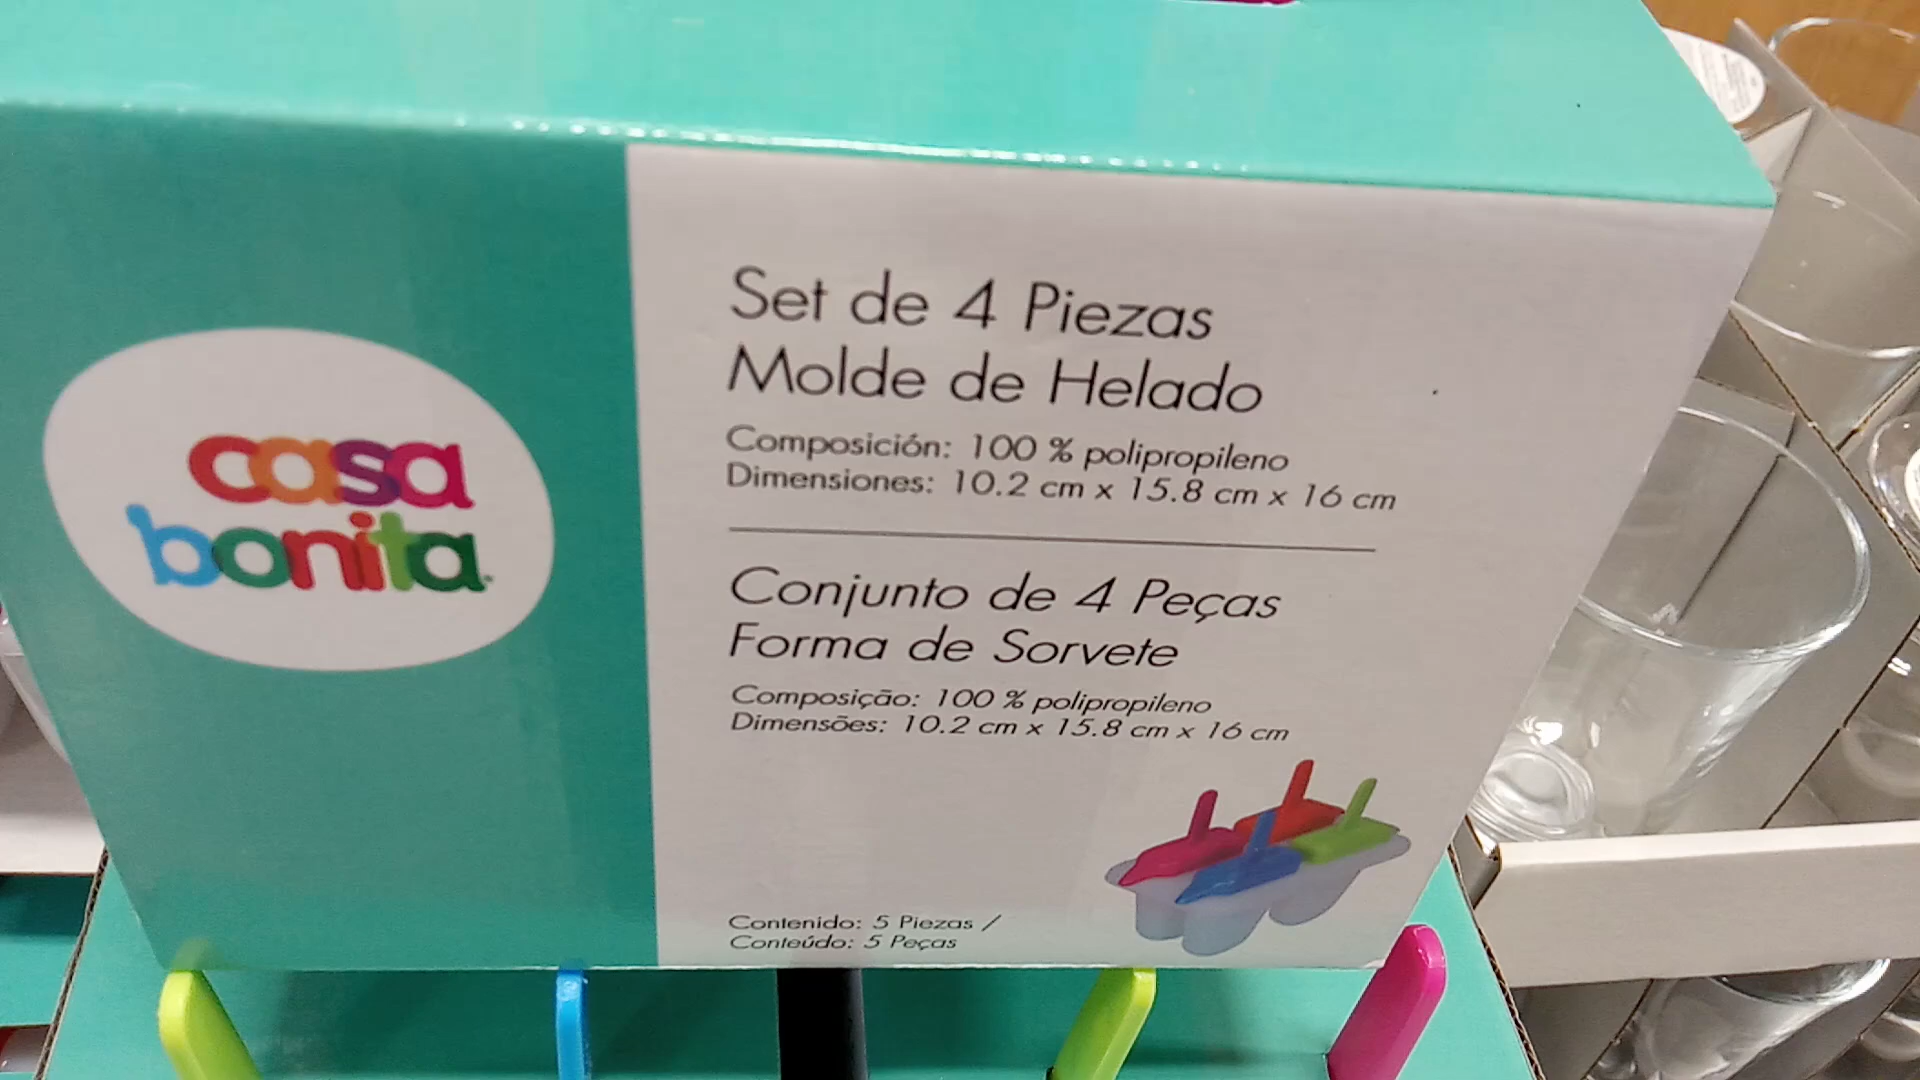 casa
bonita
Set de 4 Piezas
Molde de Helado
Composición: 100 % polipropileno
Dimensiones: 10.2 cm x 15.8 cm x 16 cm
Conjunto de 4 Peças
Forma de Sorvete
Composição: 100 % polipropileno
Dimensões: 10.2 cm x 15.8 cm x 16 cm
Contenido: 5 Piezas /
Conteúdo: 5 Peças